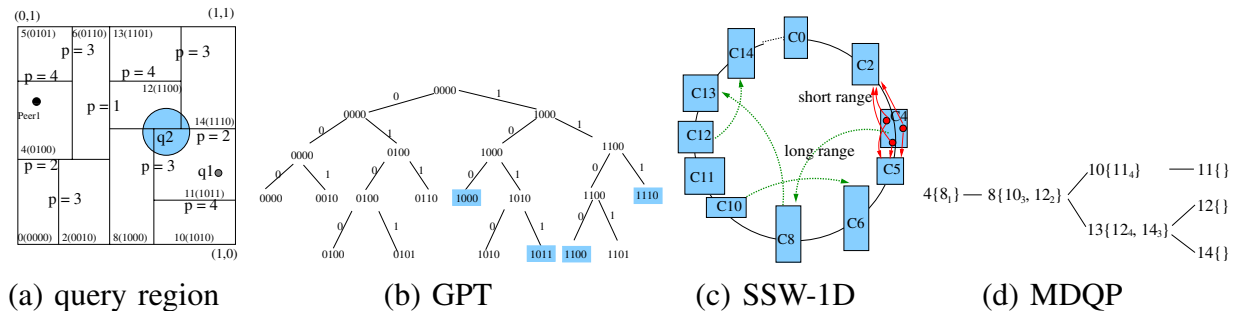 (0,1)
(1,1)
5(0101)
6(0110)
13(1101)
p = 3
p = 3
p = 4
p = 4
12(1100)
Peer1
p = 1
14(1110)
q2
p = 2
4(0100)
p = 2
p = 3
q1
11(1011)
p = 3
p = 4
0(0000)
2(0010)
8(1000)
10(1010)
(1,0)
(a) query region
0000
0
1
0000
1000
0
1
0
1
0000
0100
1000
1100
0
1
0
1
0
1
0
1
0000
0010
0100
0110
1000
1010
1100
1110
0
1
0
1
0
1
0100
0101
1010
1011
1100
1101
(b) GPT
C0
C14
C2
C13
short range
C4
C12
long range
C5
C11
C10
C6
C8
(c) SSW-1D
10{11₄}
11{}
4{8₁}
8{10₃, 12₂}
12{}
13{12₄, 14₃}
14{}
(d) MDQP